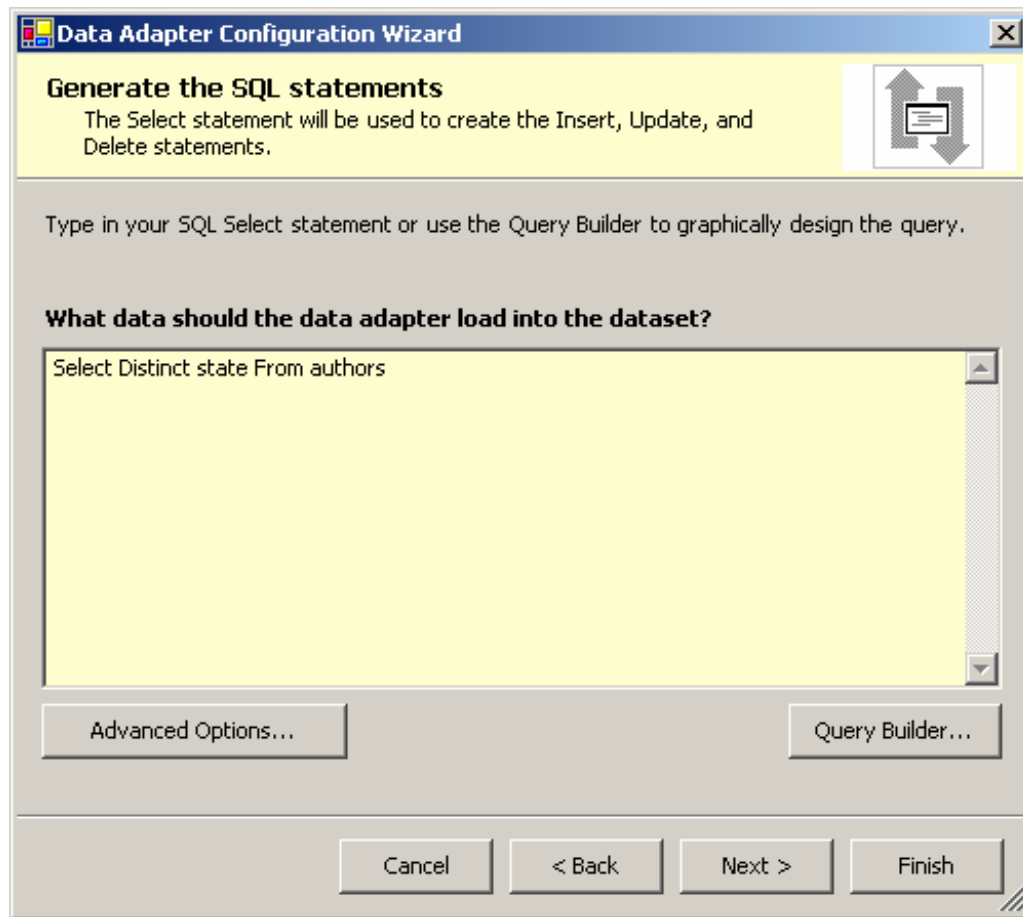 Data Adapter Configuration Wizard
Generate the SQL statements
The Select statement will be used to create the Insert, Update, and
Delete statements.
Type in your SQL Select statement or use the Query Builder to graphically design the query.
What data should the data adapter load into the dataset?
Select Distinct state From authors
Advanced Options...
Query Builder...
Cancel
< Back
Next >
Finish